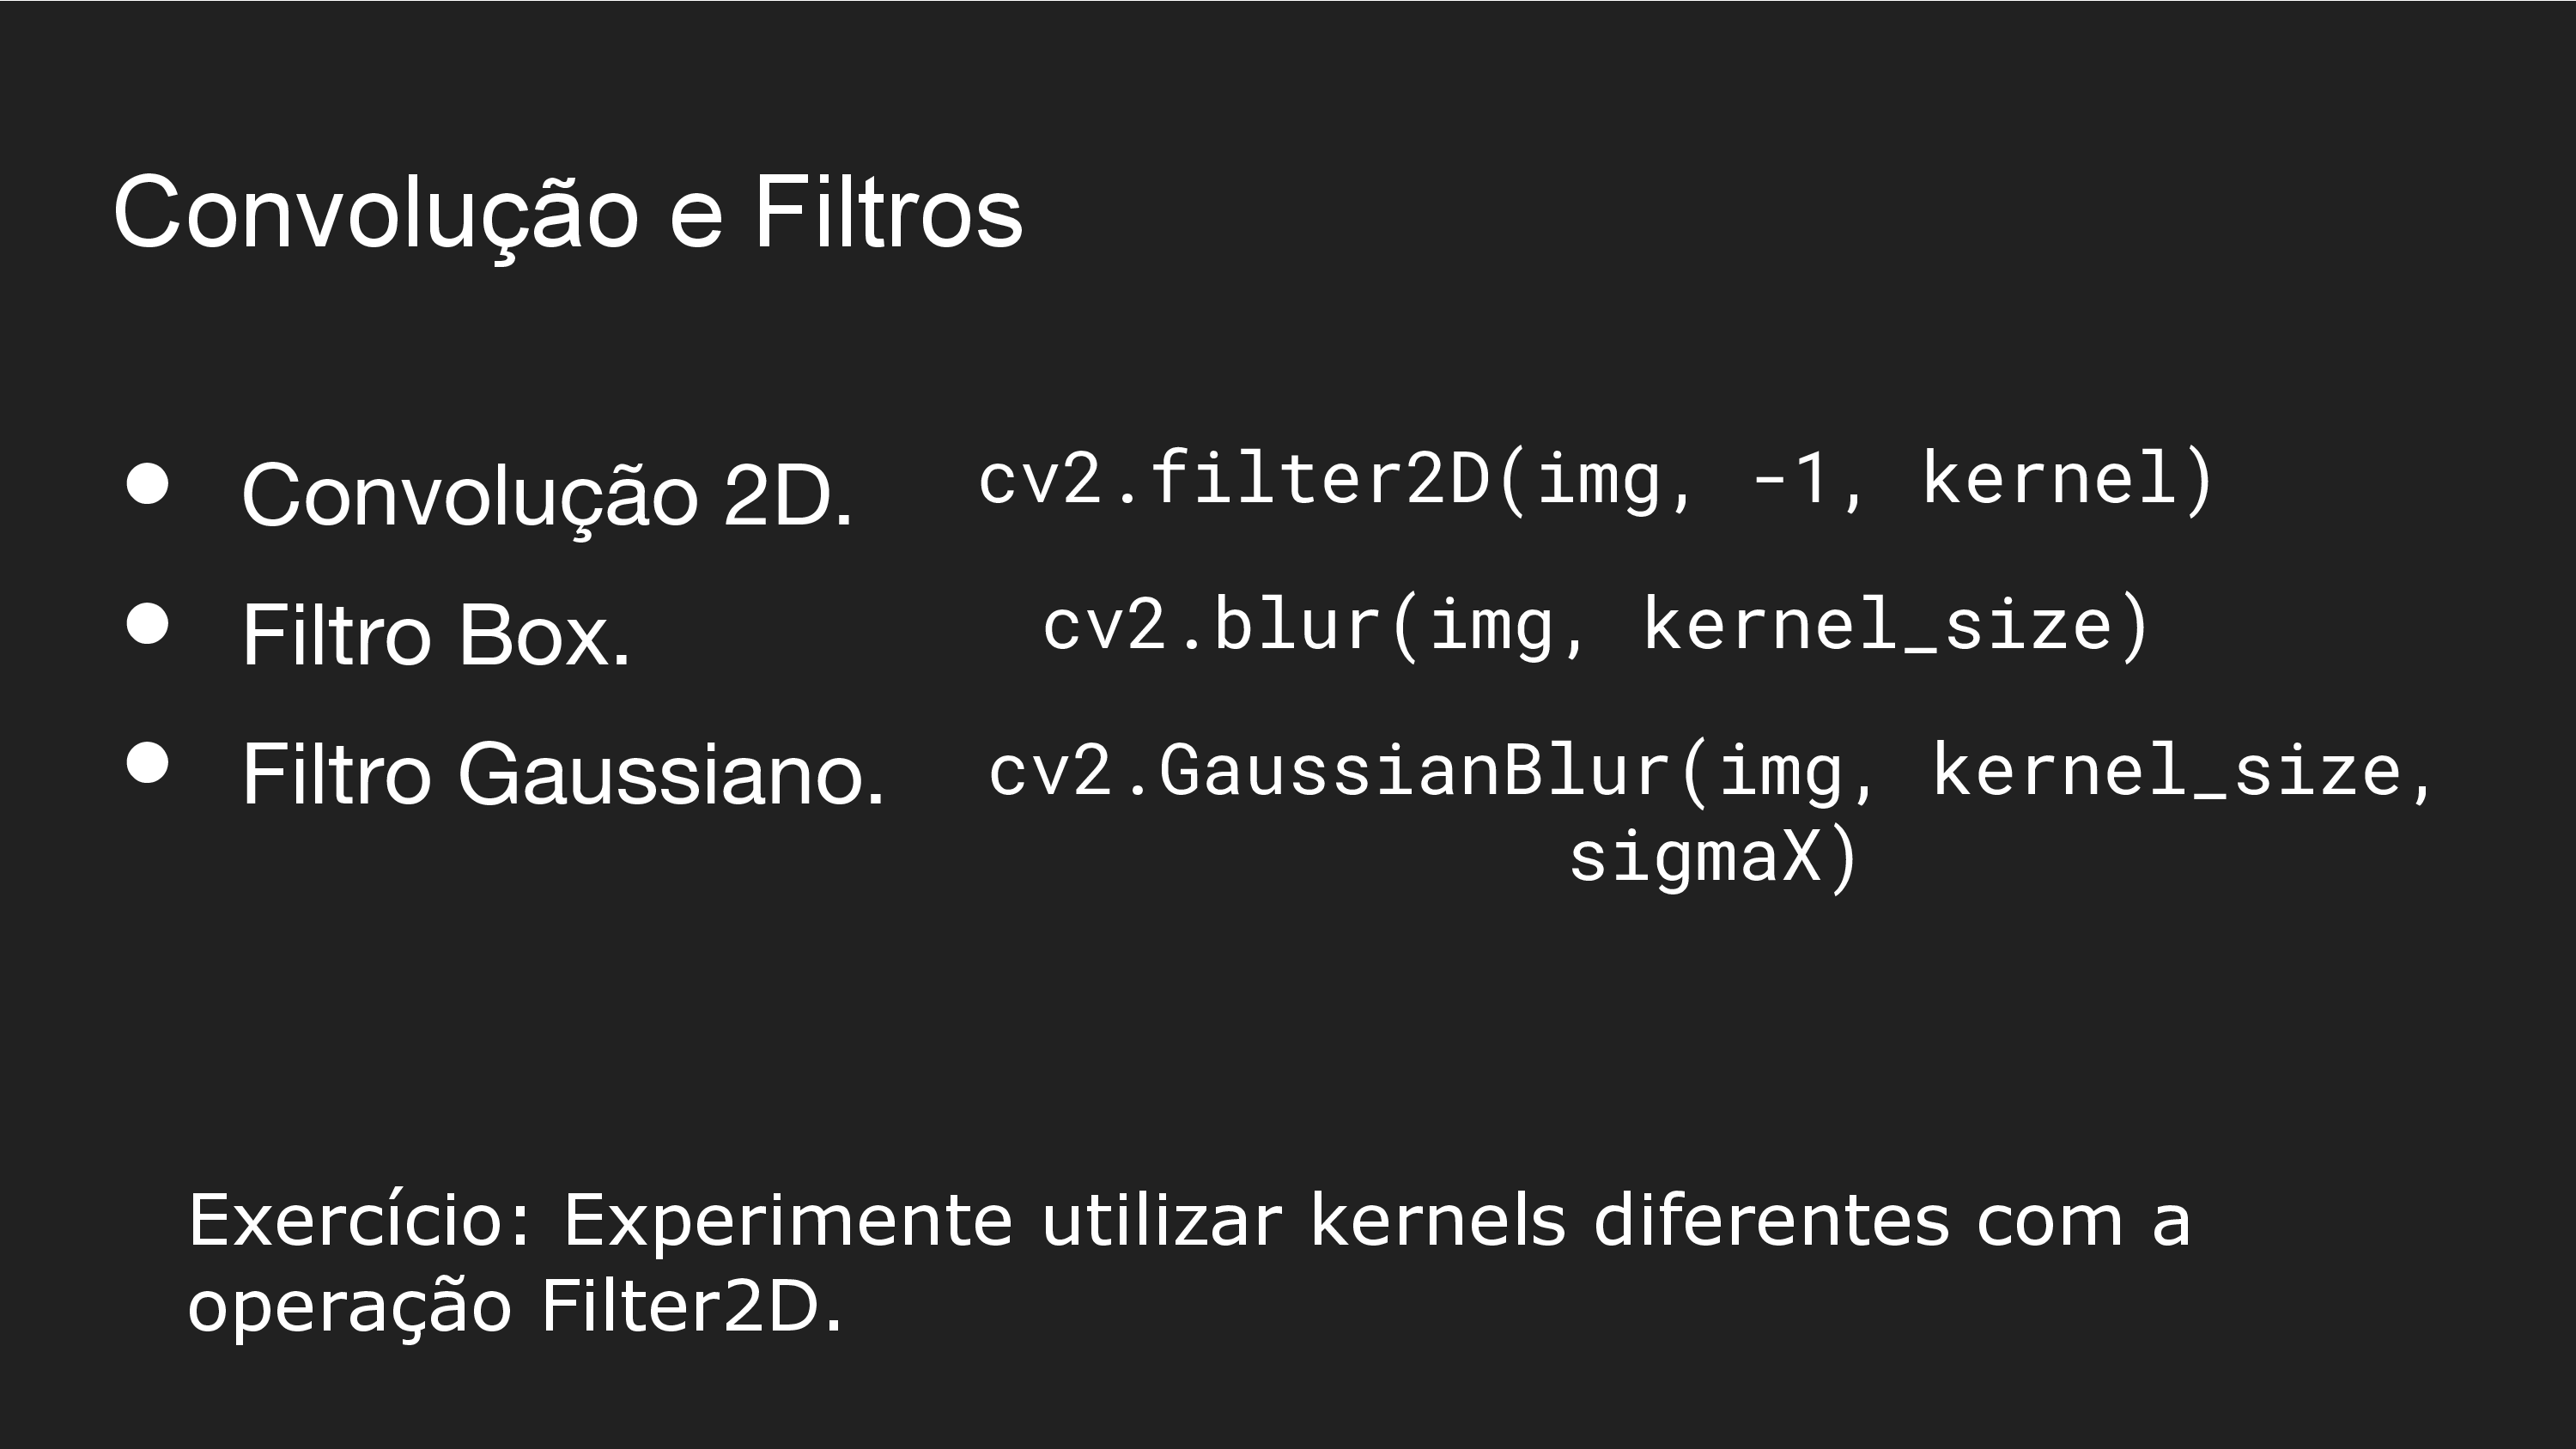 Convolução e Filtros
● Convolução 2D. cv2.filter2D(img, -1, kernel)
● Filtro Box. cv2.blur(img, kernel_size)
● Filtro Gaussiano. cv2.GaussianBlur(img, kernel_size,
sigmaX)
Exercício: Experimente utilizar kernels diferentes com a
operação Filter2D.